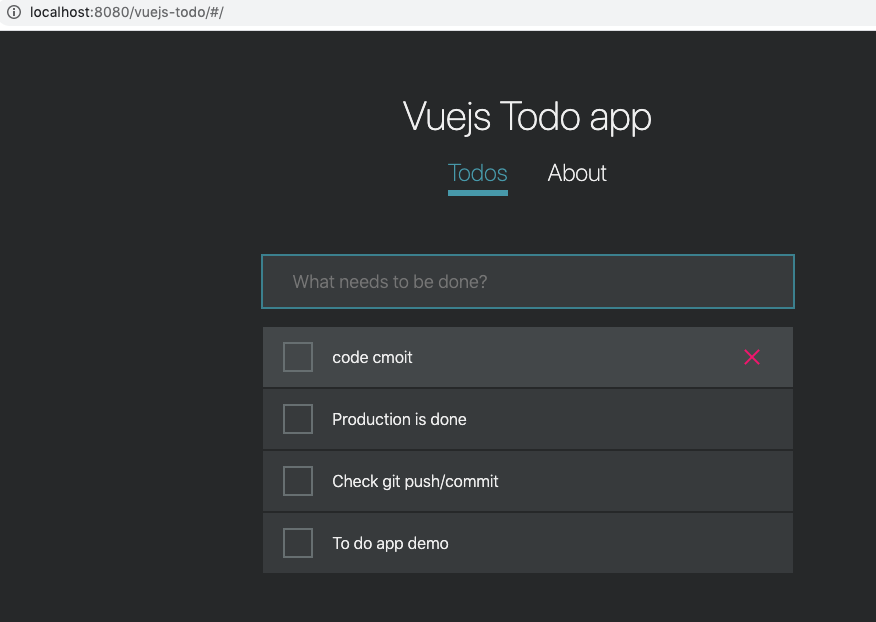 localhost:8080/vuejs-todo/#/
Vuejs Todo app
Todos About
What needs to be done?
code cmoit
Production is done
Check git push/commit
To do app demo